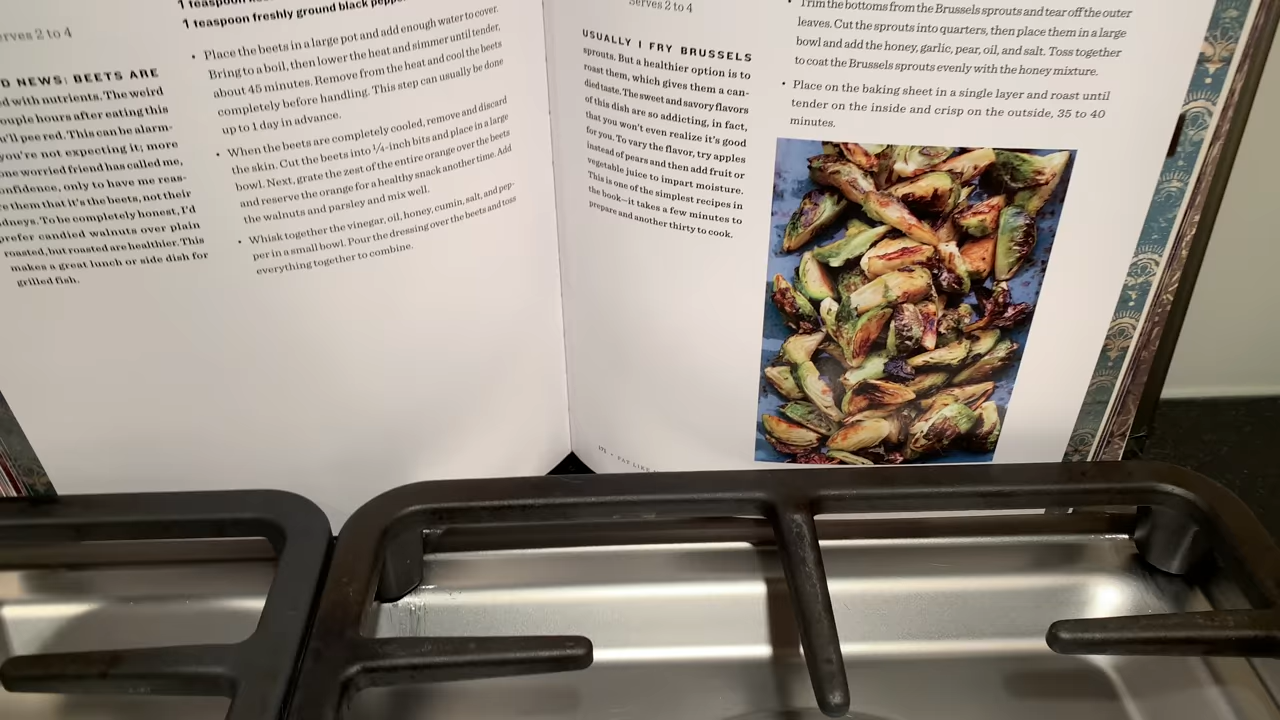 1 teaspoon
1 teaspoon freshly ground black
erves 2 to 4
D NEWS: BEETS ARE
ed with nutrients. The weird
ouple hours after eating this
u'll pee red. This can be alarm-
you're not expecting it; more
one worried friend has called me,
onfidence, only to have me reas-
re them that it's the beets, not their
dneys. To be completely honest, I'd
prefer candied walnuts over plain
roasted, but roasted are healthier. This
makes a great lunch or side dish for
grilled fish.
• Place the beets in a large pot and add enough water to cover.
Bring to a boil, then lower the heat and simmer until tender,
about 45 minutes. Remove from the heat and cool the beets
completely before handling. This step can usually be done
up to 1 day in advance.
• When the beets are completely cooled, remove and discard
the skin. Cut the beets into ¼-inch bits and place in a large
bowl. Next, grate the zest of the entire orange over the beets
and reserve the orange for a healthy snack another time. Add
the walnuts and parsley and mix well.
• Whisk together the vinegar, oil, honey, cumin, salt, and pep-
per in a small bowl. Pour the dressing over the beets and toss
everything together to combine.
Serves 2 to 4
USUALLY I FRY BRUSSELS
sprouts. But a healthier option is to
roast them, which gives them a can-
died taste. The sweet and savory flavors
of this dish are so addicting, in fact,
that you won't even realize it's good
for you. To vary the flavor, try apples
instead of pears and then add fruit or
vegetable juice to impart moisture.
This is one of the simplest recipes in
the book—it takes a few minutes to
prepare and another thirty to cook.
• Trim the bottoms from the Brussels sprouts and tear off the outer
leaves. Cut the sprouts into quarters, then place them in a large
bowl and add the honey, garlic, pear, oil, and salt. Toss together
to coat the Brussels sprouts evenly with the honey mixture.
• Place on the baking sheet in a single layer and roast until
tender on the inside and crisp on the outside, 35 to 40
minutes.